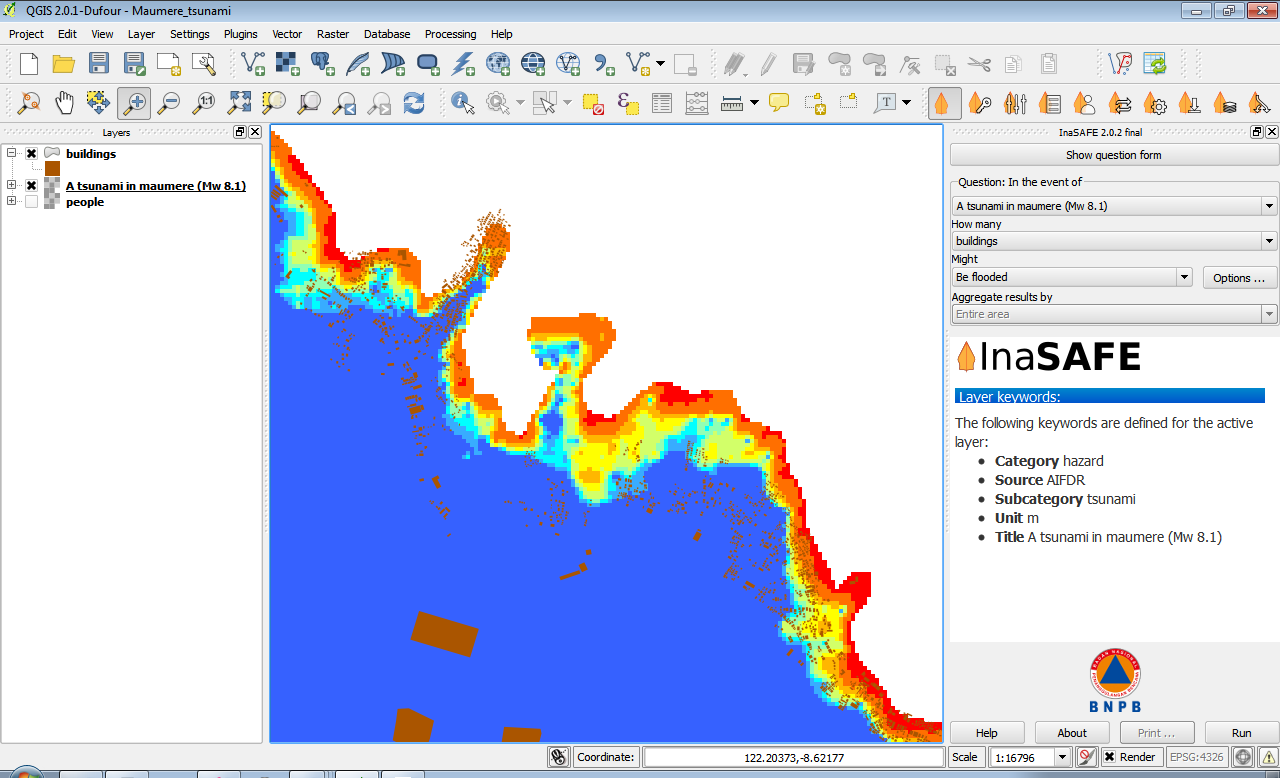 QGIS 2.0.1-Dufour - Maumere_tsunami
Project Edit View Layer Settings Plugins Vector Raster Database Processing Help
1:1
T
Layers
buildings
A tsunami in maumere (Mw 8.1)
people
InaSAFE 2.0.2 final
Show question form
Question: In the event of
A tsunami in maumere (Mw 8.1)
How many
buildings
Might
Be flooded
Options ...
Aggregate results by
Entire area
InaSAFE
Layer keywords:
The following keywords are defined for the active
layer:
• Category hazard
• Source AIFDR
• Subcategory tsunami
• Unit m
• Title A tsunami in maumere (Mw 8.1)
BNPB
Help About Print ... Run
Coordinate: 122.20373,-8.62177 Scale 1:16796 Render EPSG:4326